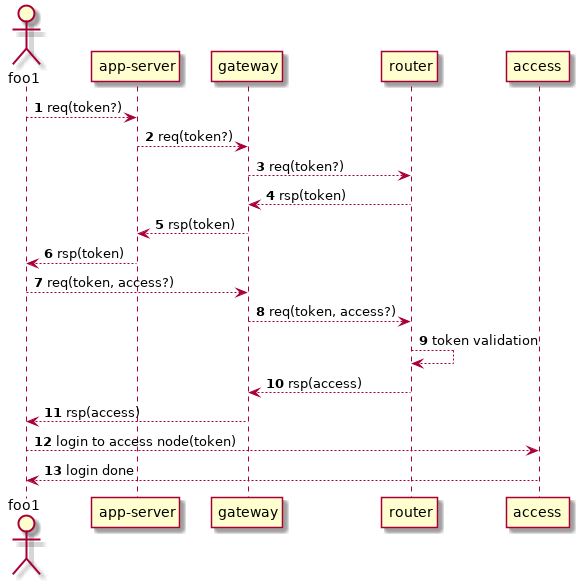 foo1
app-server
gateway
router
access
1 req(token?)
2 req(token?)
3 req(token?)
4 rsp(token)
5 rsp(token)
6 rsp(token)
7 req(token, access?)
8 req(token, access?)
9 token validation
10 rsp(access)
11 rsp(access)
12 login to access node(token)
13 login done
foo1
app-server
gateway
router
access